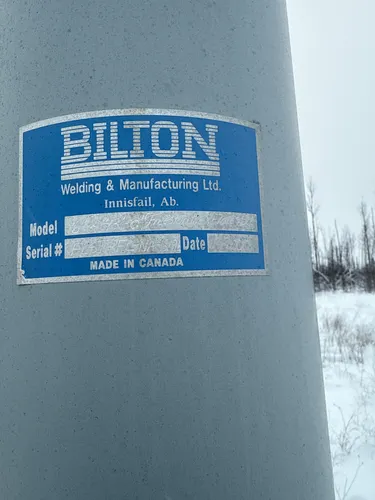 BILTON
Welding & Manufacturing Ltd.
Innisfail, Ab.
Model
Serial # Date
MADE IN CANADA